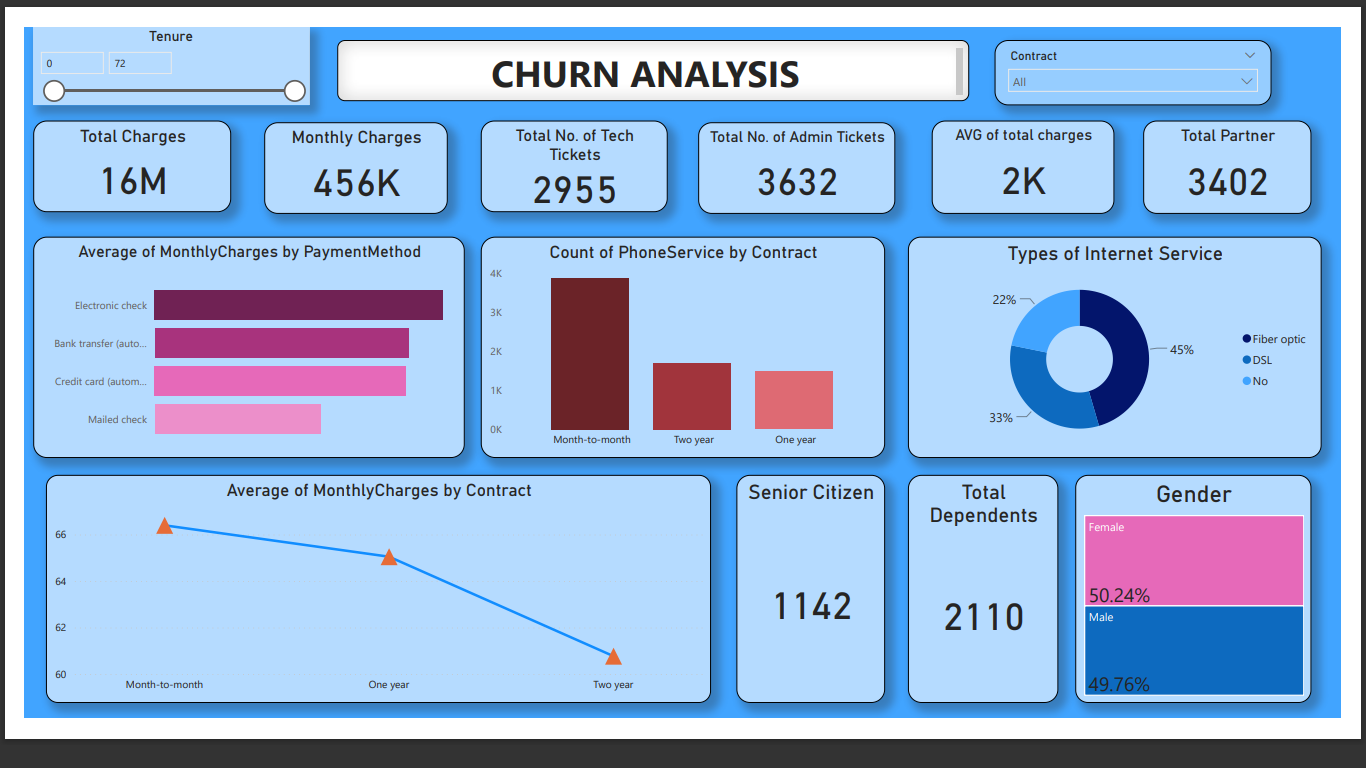 Tenure
0
72
CHURN ANALYSIS
Contract
All
Total Charges
16M
Monthly Charges
456K
Total No. of Tech
Tickets
2955
Total No. of Admin Tickets
3632
AVG of total charges
2K
Total Partner
3402
Average of MonthlyCharges by PaymentMethod
Electronic check
Bank transfer (auto...
Credit card (autom...
Mailed check
Count of PhoneService by Contract
4K
3K
2K
1K
0K
Month-to-month
Two year
One year
Types of Internet Service
22%
45%
33%
Fiber optic
DSL
No
Average of MonthlyCharges by Contract
66
64
62
60
Month-to-month
One year
Two year
Senior Citizen
1142
Total
Dependents
2110
Gender
Female
50.24%
Male
49.76%